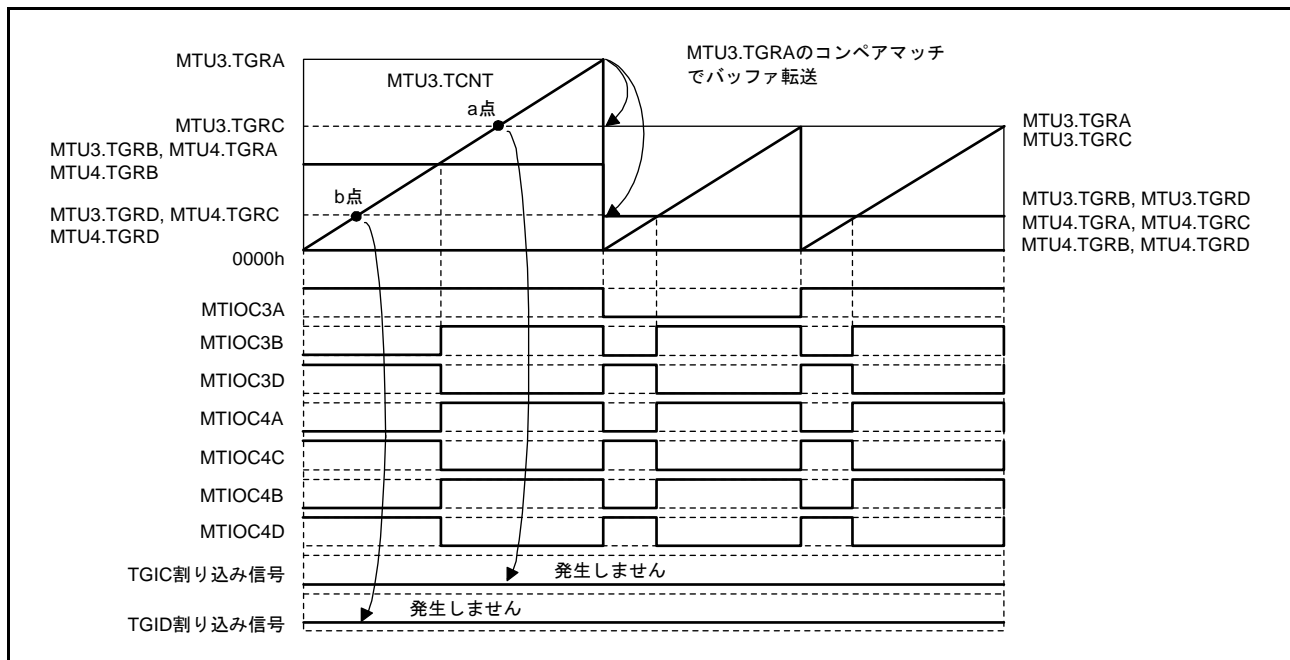 MTU3.TGRA
MTU3.TCNT
MTU3.TGRAのコンペアマッチ
でバッファ転送
a点
MTU3.TGRC
MTU3.TGRA
MTU3.TGRC
MTU3.TGRB, MTU4.TGRA
MTU4.TGRB
b点
MTU3.TGRD, MTU4.TGRC
MTU4.TGRD
MTU3.TGRB, MTU3.TGRD
MTU4.TGRA, MTU4.TGRC
MTU4.TGRB, MTU4.TGRD
0000h
MTIOC3A
MTIOC3B
MTIOC3D
MTIOC4A
MTIOC4C
MTIOC4B
MTIOC4D
TGIC割り込み信号
発生しません
TGID割り込み信号
発生しません